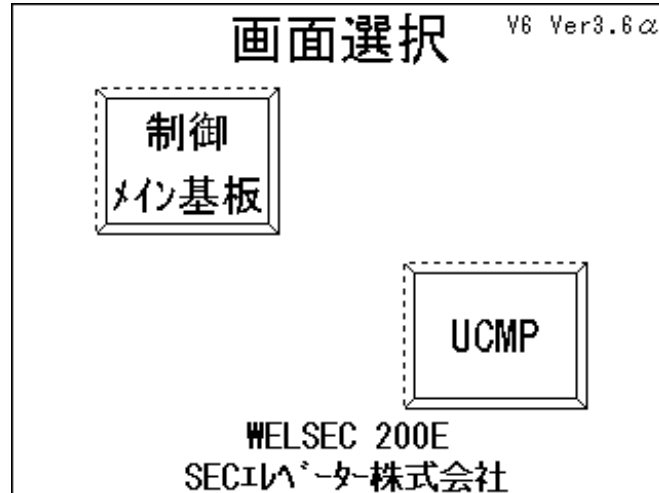 画面選択
V6 Ver3.6α
制御
ﾒｲﾝ基板
UCMP
WELSEC 200E
SECｴﾚﾍﾞｰﾀｰ株式会社